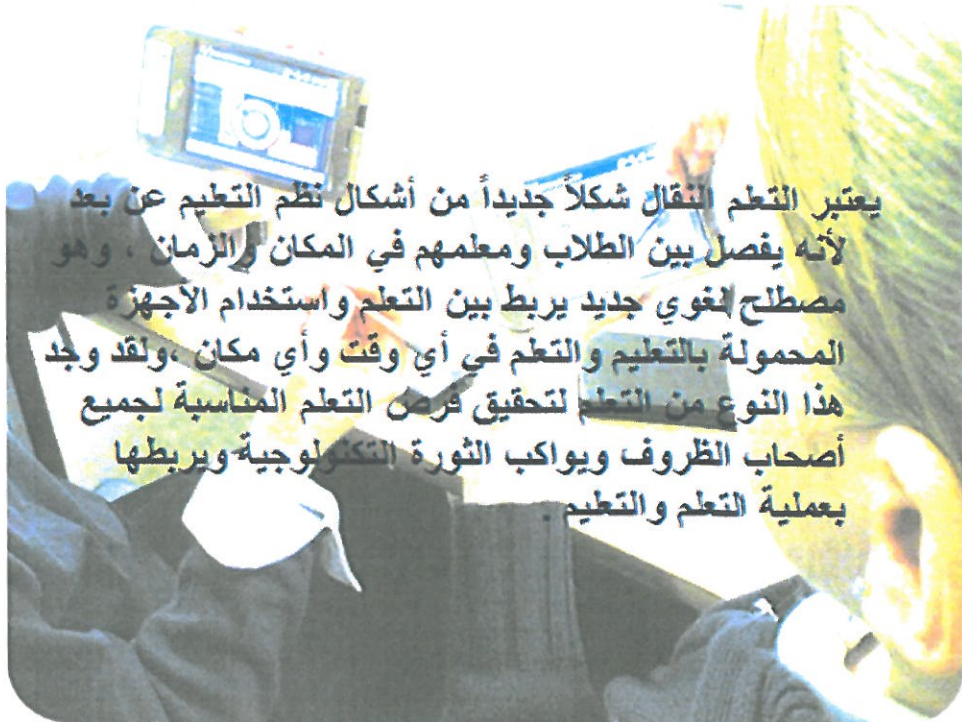 يعتبر التعلم النقال شكلاً جديداً من أشكال نظم التعليم عن بعد
لأنه يفصل بين الطلاب ومعلمهم في المكان والزمان ، وهو
مصطلح لغوي جديد يربط بين التعلم واستخدام الأجهزة
المحمولة بالتعليم والتعلم في أي وقت وأي مكان ،ولقد وجد
هذا النوع من التعلم لتحقيق فرص التعلم المناسبة لجميع
أصحاب الظروف ويواكب الثورة التكنولوجية ويربطها
بعملية التعلم والتعليم .